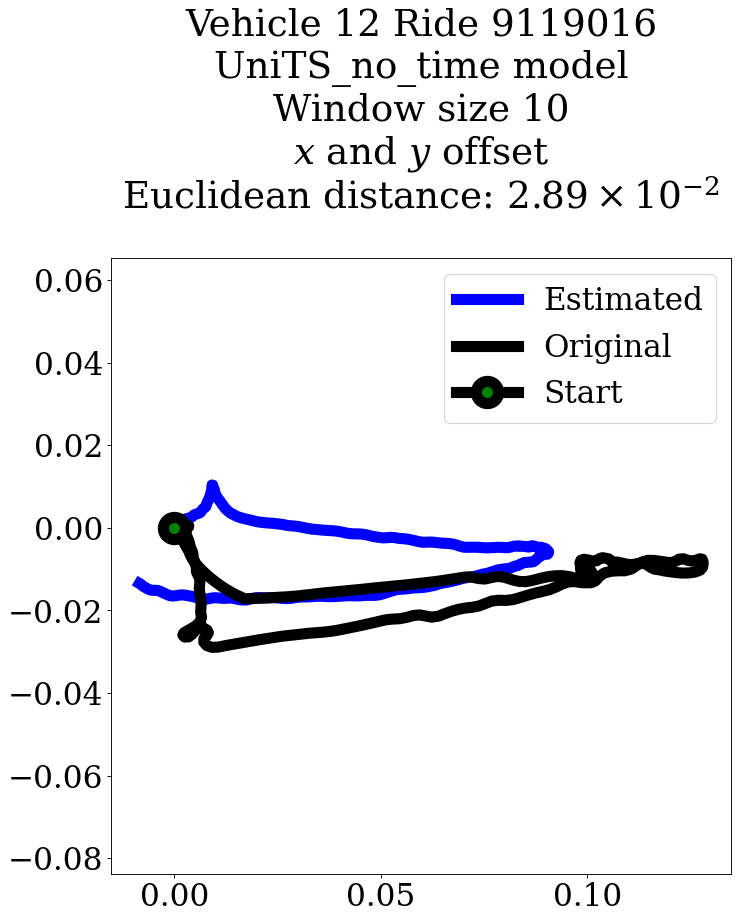 Vehicle 12 Ride 9119016
UniTS_no_time model
Window size 10
x and y offset
Euclidean distance: 2.89 × 10⁻²
Estimated
Original
Start
0.06
0.04
0.02
0.00
−0.02
−0.04
−0.06
−0.08
0.00 0.05 0.10